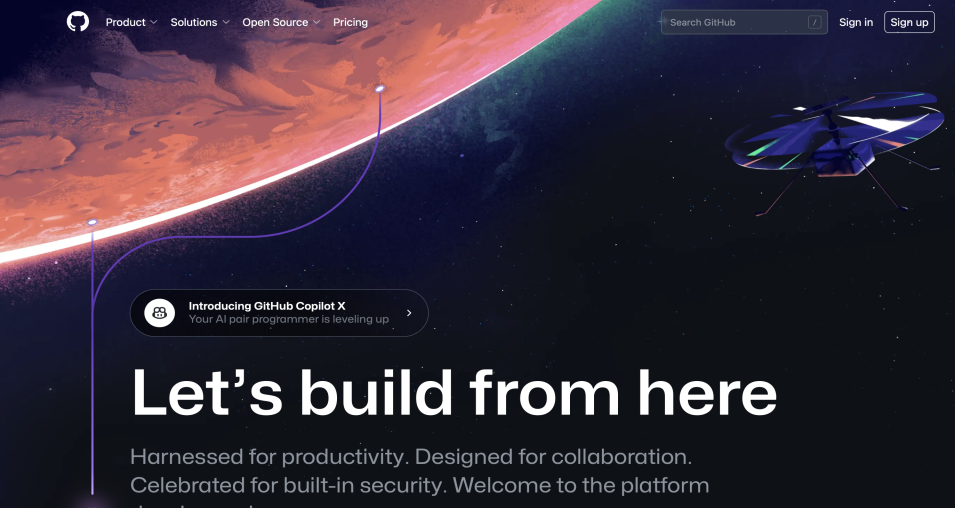 Product
Solutions
Open Source
Pricing
Search GitHub
/
Sign in
Sign up
Introducing GitHub Copilot X
Your AI pair programmer is leveling up
Let’s build from here
Harnessed for productivity. Designed for collaboration.
Celebrated for built-in security. Welcome to the platform